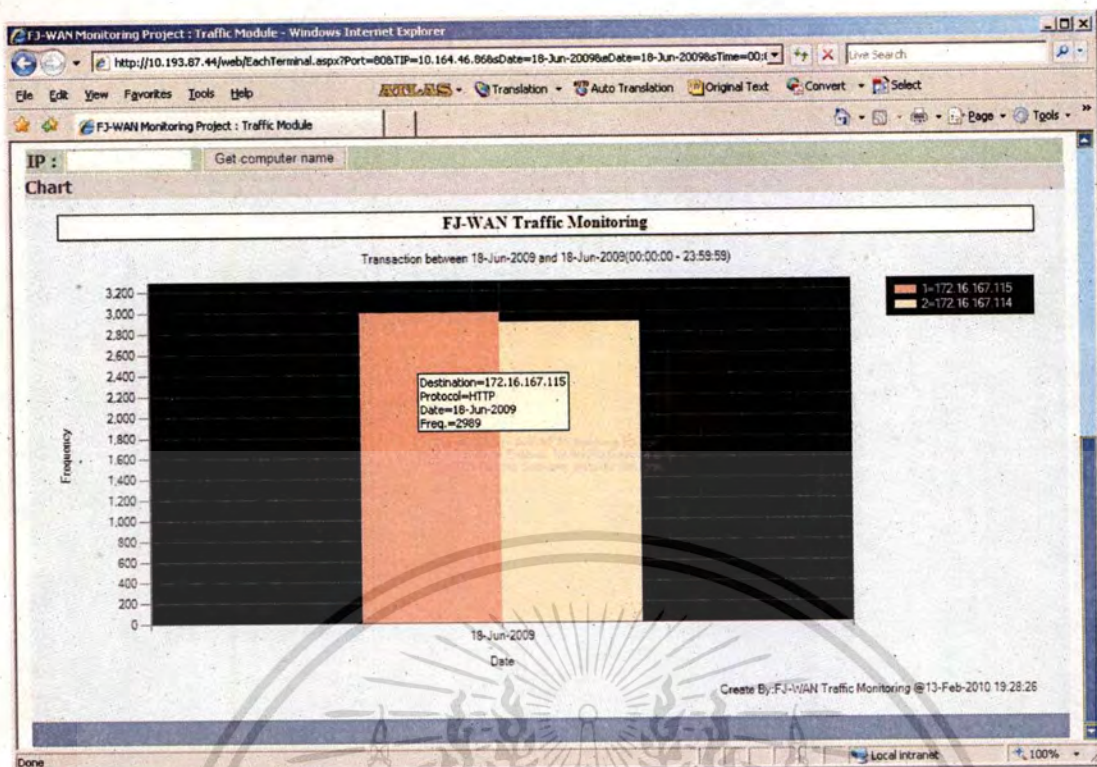 FJ-WAN Monitoring Project : Traffic Module - Windows Internet Explorer
http://10.193.87.44/web/EachTerminal.aspx?Port=80&TIP=10.164.46.86&sDate=18-Jun-2009&eDate=18-Jun-2009&sTime=00:
Live Search
File Edit View Favorites Tools Help
ATLAS Translation Auto Translation Original Text Convert Select
FJ-WAN Monitoring Project : Traffic Module
Page Tools »
IP :
Get computer name
Chart
FJ-WAN Traffic Monitoring
Transaction between 18-Jun-2009 and 18-Jun-2009(00:00:00 - 23:59:59)
1=172.16.167.115
2=172.16.167.114
3,200
3,000
2,800
2,600
2,400
2,200
2,000
1,800
1,600
1,400
1,200
1,000
800
600
400
200
0
Frequency
Destination=172.16.167.115
Protocol=HTTP
Date=18-Jun-2009
Freq.=2989
18-Jun-2009
Date
Create By:FJ-WAN Traffic Monitoring @13-Feb-2010 19:28:26
Done
Local intranet
100%